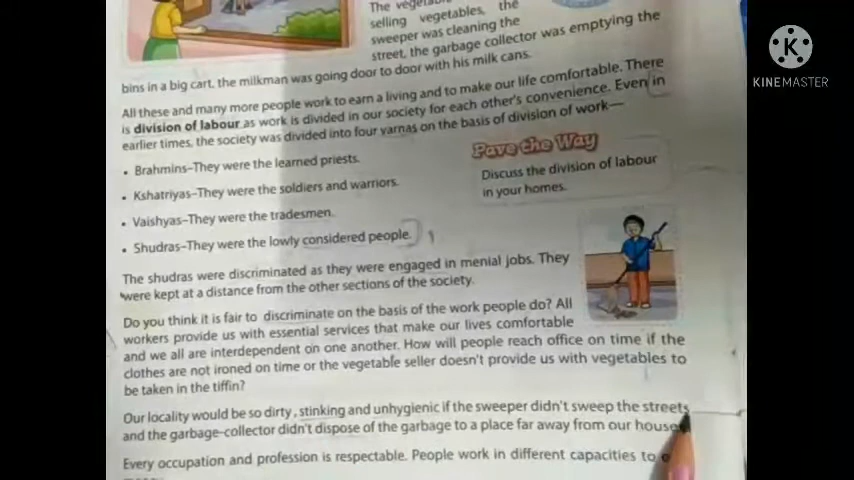 The vegetable
selling vegetables, the
sweeper was cleaning the
street, the garbage collector was emptying the
bins in a big cart, the milkman was going door to door with his milk cans.
All these and many more people work to earn a living and to make our life comfortable. There
is division of labour as work is divided in our society for each other's convenience. Even in
earlier times, the society was divided into four varnas on the basis of division of work—
• Brahmins–They were the learned priests.
• Kshatriyas–They were the soldiers and warriors.
• Vaishyas–They were the tradesmen.
• Shudras–They were the lowly considered people.
Pave the Way
Discuss the division of labour
in your homes.
The shudras were discriminated as they were engaged in menial jobs. They
were kept at a distance from the other sections of the society.
Do you think it is fair to discriminate on the basis of the work people do? All
workers provide us with essential services that make our lives comfortable
and we all are interdependent on one another. How will people reach office on time if the
clothes are not ironed on time or the vegetable seller doesn't provide us with vegetables to
be taken in the tiffin?
Our locality would be so dirty, stinking and unhygienic if the sweeper didn't sweep the streets
and the garbage-collector didn't dispose of the garbage to a place far away from our house
Every occupation and profession is respectable. People work in different capacities to
K
KINEMASTER